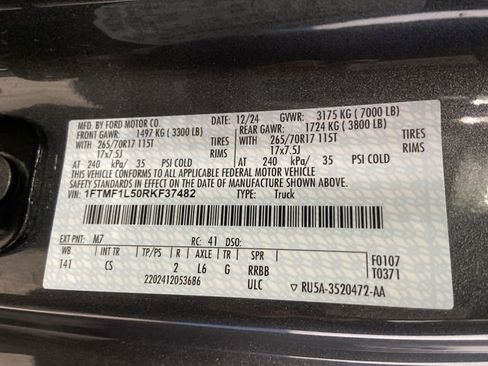 MFD. BY FORD MOTOR CO. 12/24 GVWR: 3175 KG ( 7000 LB)
FRONT GAWR: 1497 KG ( 3300 LB) REAR GAWR: 1724 KG ( 3800 LB)
WITH 265/70R17 115T TIRES WITH 265/70R17 115T TIRES
17x7.5J RIMS 17x7.5J RIMS
AT 240 kPa/ 35 PSI COLD AT 240 kPa/ 35 PSI COLD
THIS VEHICLE CONFORMS TO ALL APPLICABLE FEDERAL MOTOR VEHICLE
SAFETY STANDARDS IN EFFECT ON THE DATE OF MANUFACTURE SHOWN ABOVE.
VIN: 1FTMF1L50RKF37482 TYPE: Truck
EXT PNT: M7 RC: 41 DSO: F0107
WB INT TR TP/PS R AXLE TR SPR T0371
141 CS 2 L6 G RRBB
2202412053686 ULC RU5A-3520472-AA